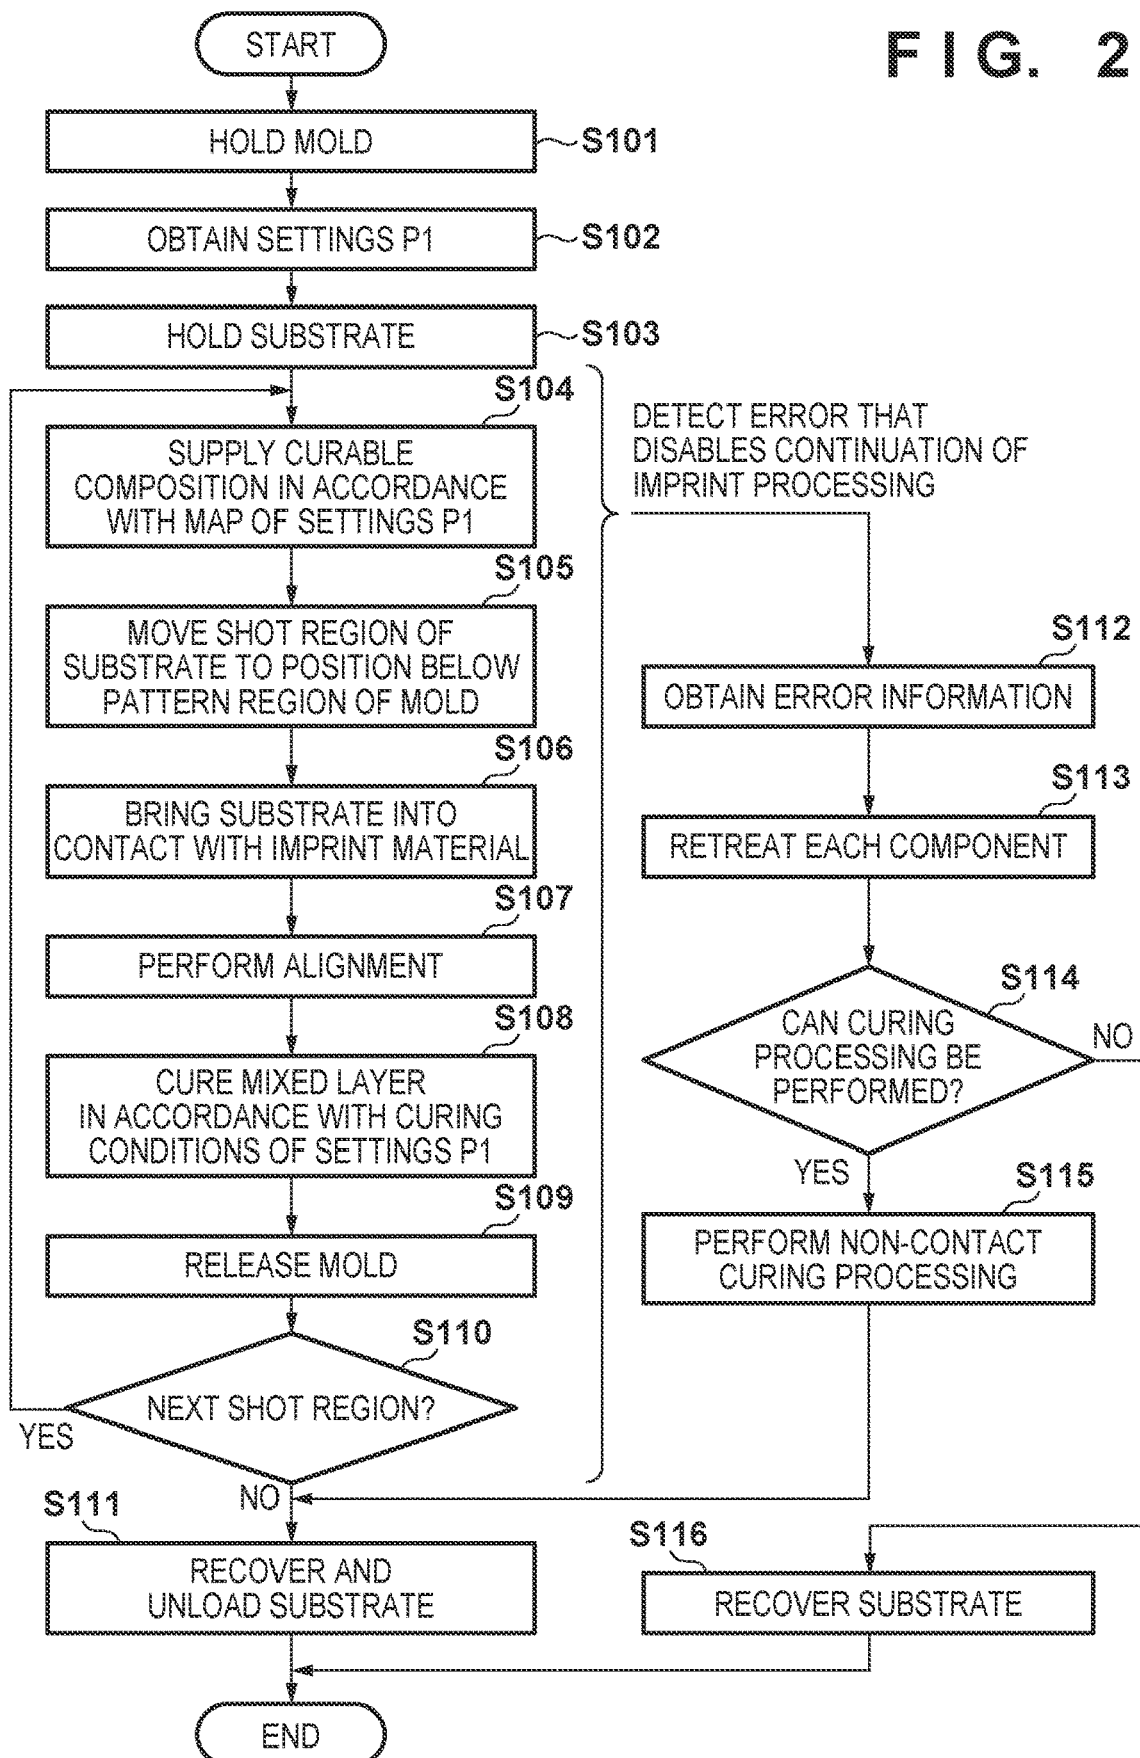 FIG. 2
START
HOLD MOLD
S101
OBTAIN SETTINGS P1
S102
HOLD SUBSTRATE
S103
S104
SUPPLY CURABLE
COMPOSITION IN ACCORDANCE
WITH MAP OF SETTINGS P1
S105
MOVE SHOT REGION OF
SUBSTRATE TO POSITION BELOW
PATTERN REGION OF MOLD
S106
BRING SUBSTRATE INTO
CONTACT WITH IMPRINT MATERIAL
S107
PERFORM ALIGNMENT
S108
CURE MIXED LAYER
IN ACCORDANCE WITH CURING
CONDITIONS OF SETTINGS P1
S109
RELEASE MOLD
S110
NEXT SHOT REGION?
YES
NO
S111
RECOVER AND
UNLOAD SUBSTRATE
END
DETECT ERROR THAT
DISABLES CONTINUATION OF
IMPRINT PROCESSING
S112
OBTAIN ERROR INFORMATION
S113
RETREAT EACH COMPONENT
S114
CAN CURING
PROCESSING BE
PERFORMED?
NO
YES
S115
PERFORM NON-CONTACT
CURING PROCESSING
S116
RECOVER SUBSTRATE